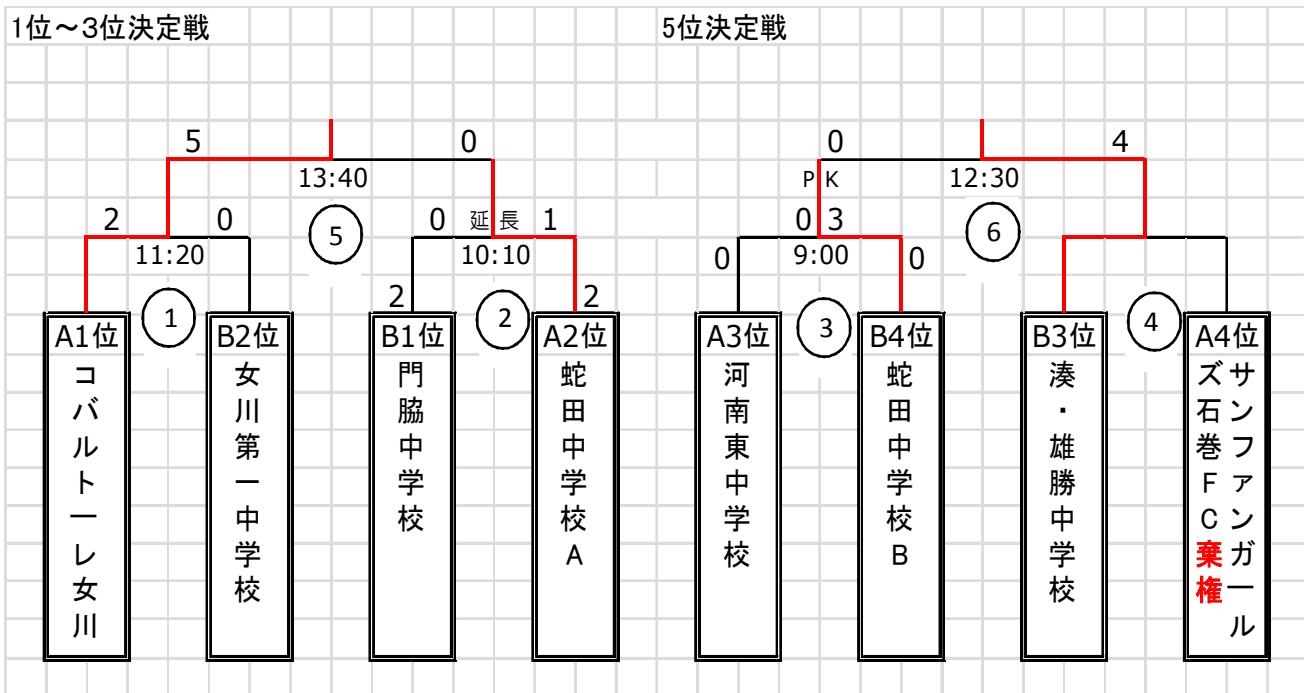 1位～3位決定戦
5位決定戦
5
0
0
4
13:40
PK
12:30
2
0
5
0
延長
1
0
3
6
11:20
10:10
0
9:00
0
1
2
2
2
3
4
A1位
コバルトーレ女川
B2位
女川第一中学校
B1位
門脇中学校
A2位
蛇田中学校A
A3位
河南東中学校
B4位
蛇田中学校B
B3位
湊・雄勝中学校
A4位
サンファンガール
ズ石巻FC棄権